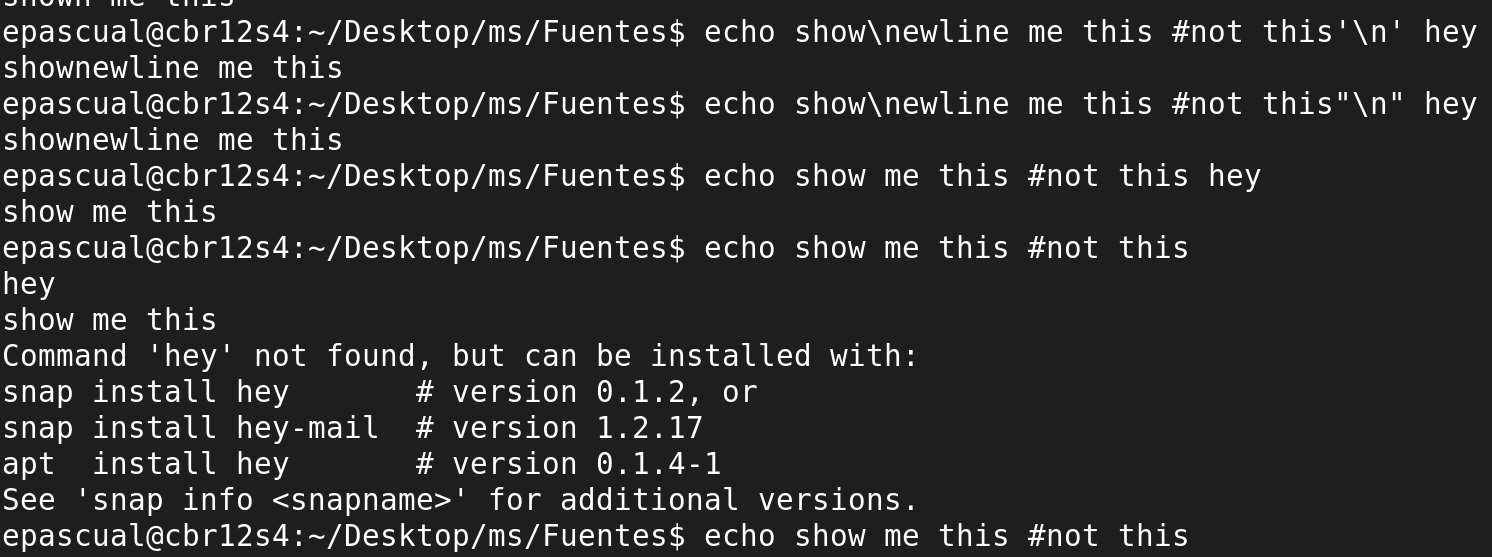 shown me this
epascual@cbr12s4:~/Desktop/ms/Fuentes$ echo show\newline me this #not this'\n' hey
shownewline me this
epascual@cbr12s4:~/Desktop/ms/Fuentes$ echo show\newline me this #not this"\n" hey
shownewline me this
epascual@cbr12s4:~/Desktop/ms/Fuentes$ echo show me this #not this hey
show me this
epascual@cbr12s4:~/Desktop/ms/Fuentes$ echo show me this #not this
hey
show me this
Command 'hey' not found, but can be installed with:
snap install hey       # version 0.1.2, or
snap install hey-mail  # version 1.2.17
apt  install hey       # version 0.1.4-1
See 'snap info <snapname>' for additional versions.
epascual@cbr12s4:~/Desktop/ms/Fuentes$ echo show me this #not this